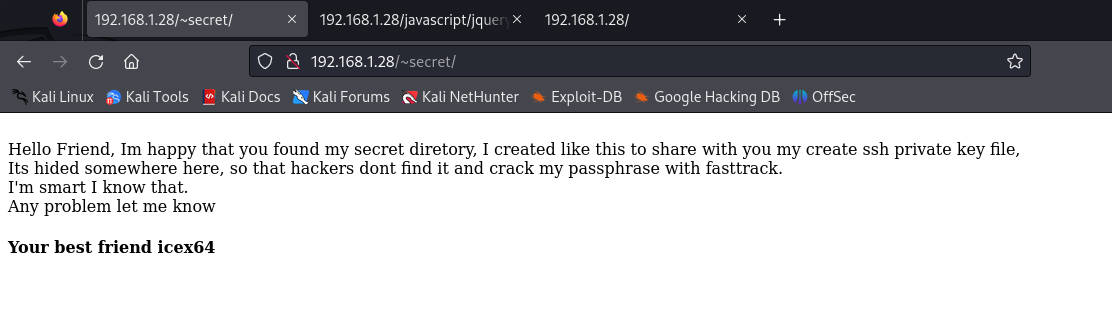 192.168.1.28/~secret/
192.168.1.28/javascript/jquery
192.168.1.28/
192.168.1.28/~secret/
Kali Linux
Kali Tools
Kali Docs
Kali Forums
Kali NetHunter
Exploit-DB
Google Hacking DB
OffSec
Hello Friend, Im happy that you found my secret diretory, I created like this to share with you my create ssh private key file,
Its hided somewhere here, so that hackers dont find it and crack my passphrase with fasttrack.
I'm smart I know that.
Any problem let me know
Your best friend icex64